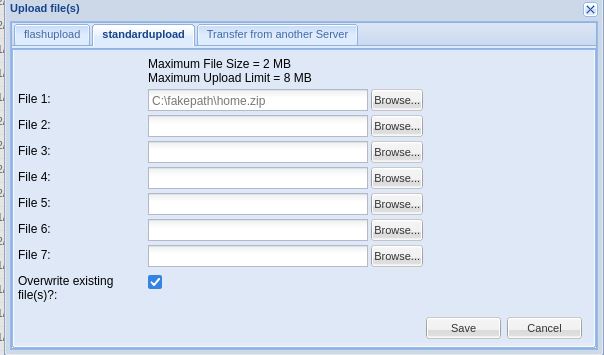 Upload file(s)
flashupload
standardupload
Transfer from another Server
Maximum File Size = 2 MB
Maximum Upload Limit = 8 MB
File 1:
C:\fakepath\home.zip
Browse...
File 2:
Browse...
File 3:
Browse...
File 4:
Browse...
File 5:
Browse...
File 6:
Browse...
File 7:
Browse...
Overwrite existing
file(s)?:
Save
Cancel